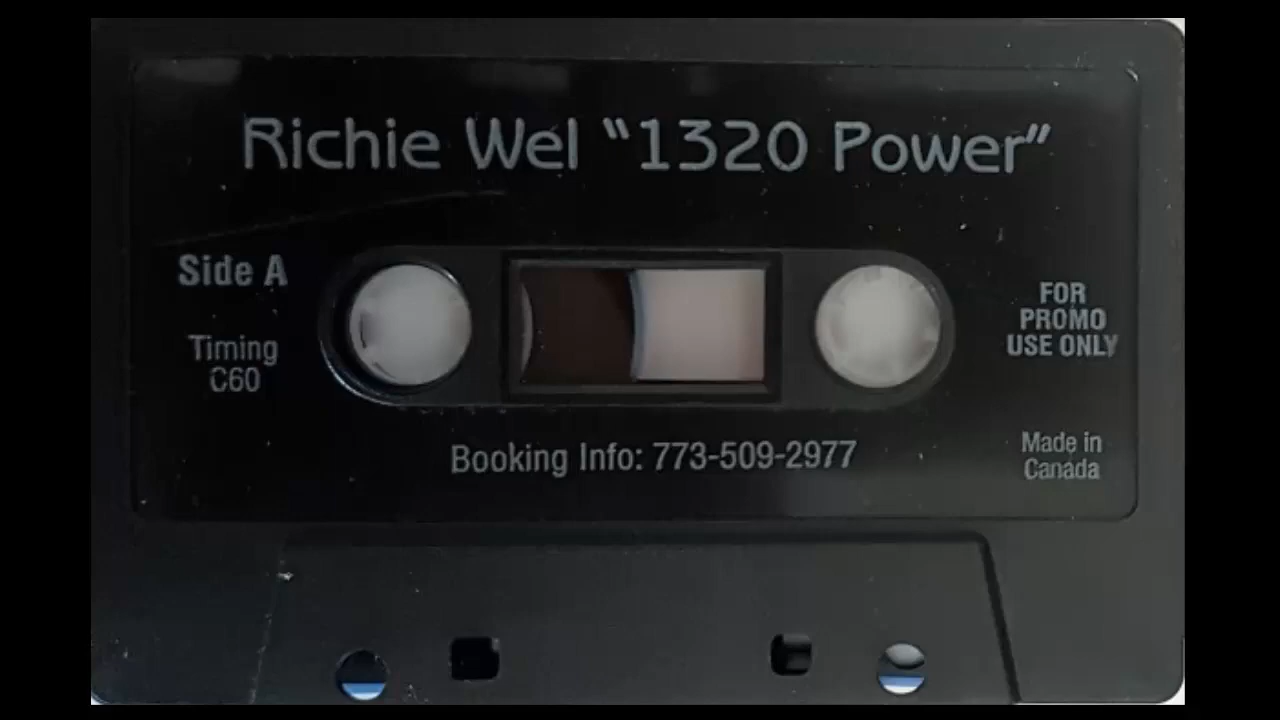 Richie Wel “1320 Power”
Side A
Timing
C60
FOR
PROMO
USE ONLY
Booking Info: 773-509-2977
Made in
Canada